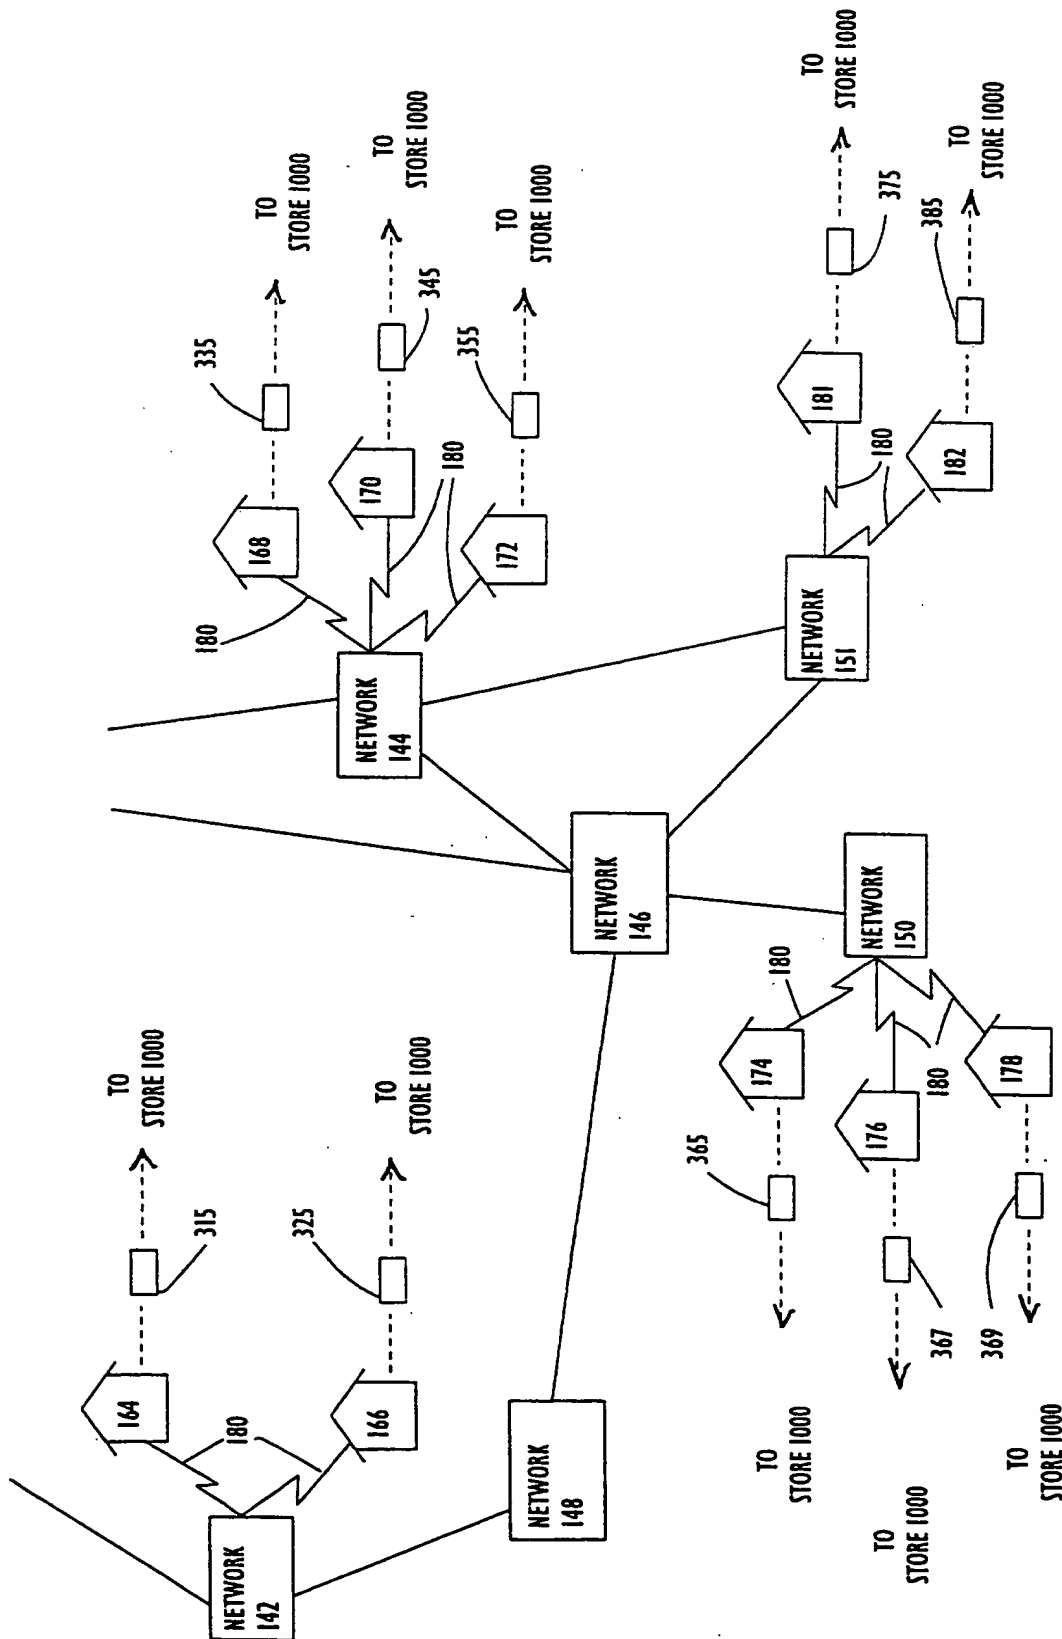 NETWORK
142
180
164
315
TO
STORE 1000
166
325
TO
STORE 1000
NETWORK
148
NETWORK
144
180
168
335
TO
STORE 1000
170
345
TO
STORE 1000
180
172
355
TO
STORE 1000
NETWORK
146
TO
STORE 1000
365
174
180
NETWORK
150
TO
STORE 1000
367
176
180
TO
STORE 1000
369
178
NETWORK
151
181
375
TO
STORE 1000
180
182
385
TO
STORE 1000